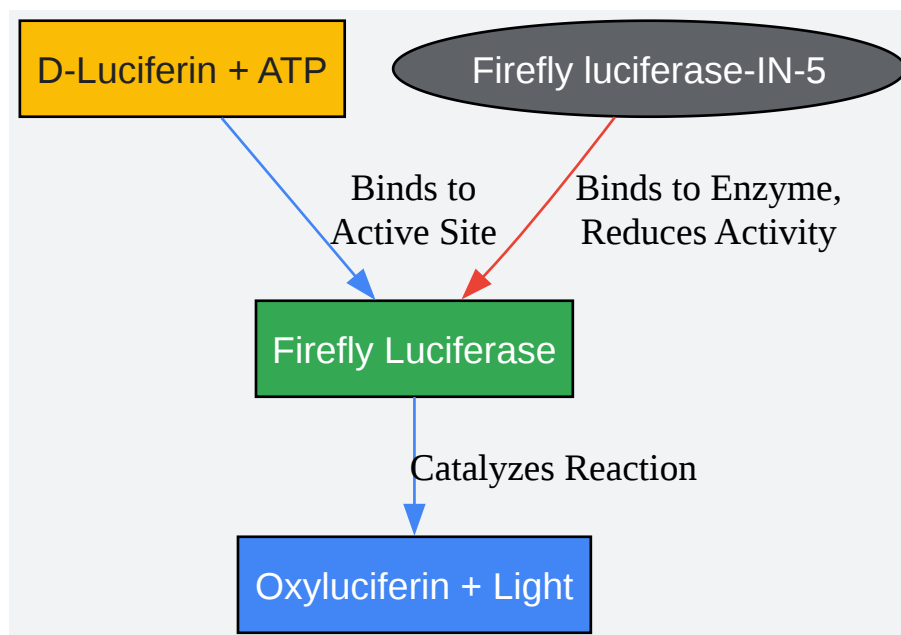 D-Luciferin + ATP
Firefly luciferase-IN-5
Binds to
Active Site
Binds to Enzyme,
Reduces Activity
Firefly Luciferase
Catalyzes Reaction
Oxyluciferin + Light